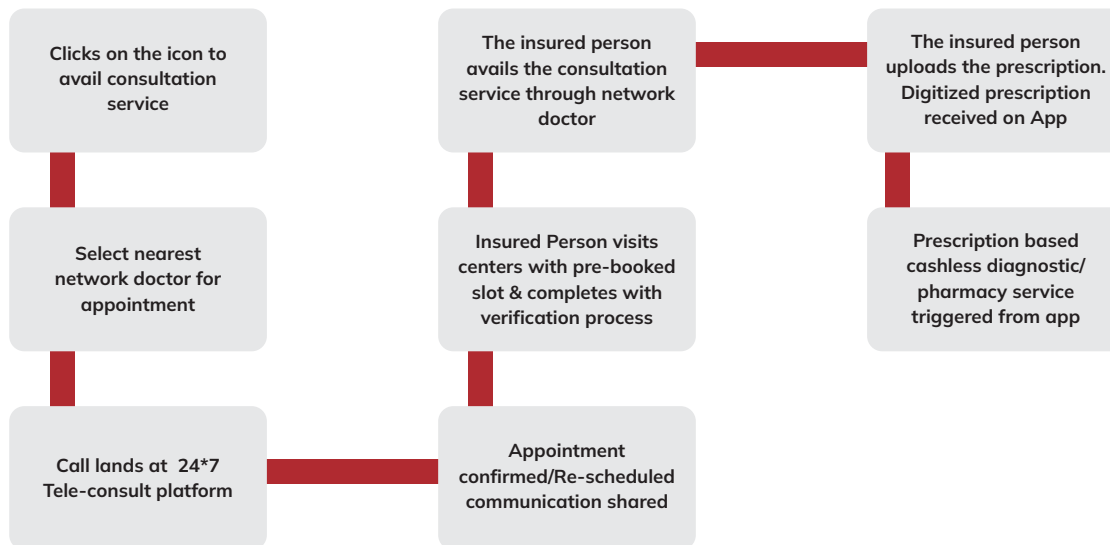 Clicks on the icon to
avail consultation
service
Select nearest
network doctor for
appointment
Call lands at 24*7
Tele-consult platform
Appointment
confirmed/Re-scheduled
communication shared
Insured Person visits
centers with pre-booked
slot & completes with
verification process
The insured person
avails the consultation
service through network
doctor
The insured person
uploads the prescription.
Digitized prescription
received on App
Prescription based
cashless diagnostic/
pharmacy service
triggered from app